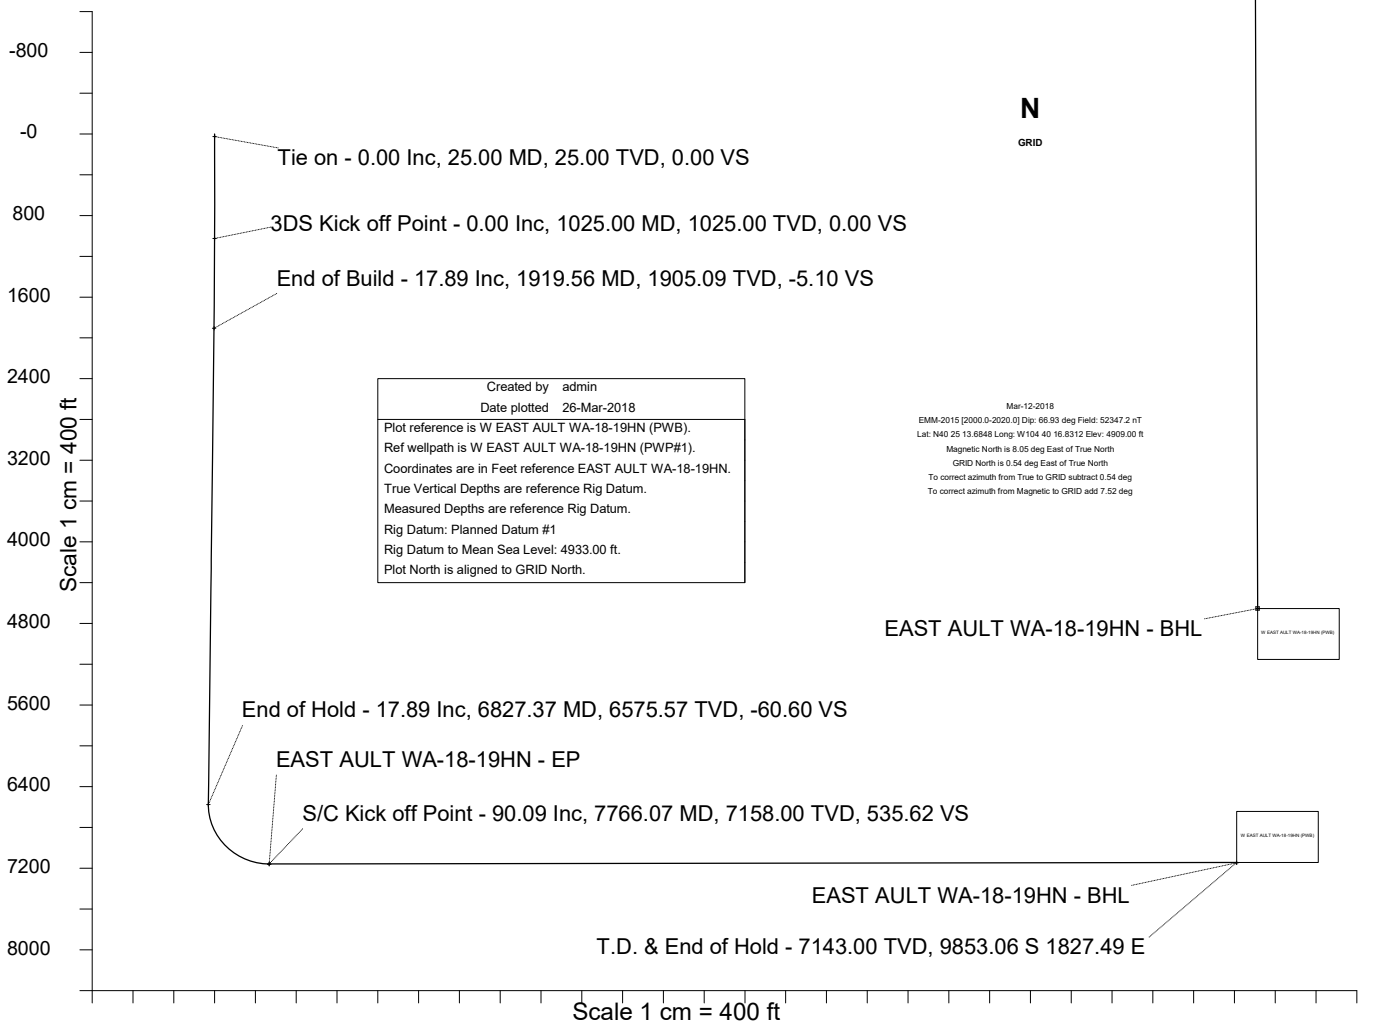 -800
-0
800
1600
2400
3200
4000
4800
5600
6400
7200
8000
Scale 1 cm = 400 ft
N
GRID
Tie on - 0.00 Inc, 25.00 MD, 25.00 TVD, 0.00 VS
3DS Kick off Point - 0.00 Inc, 1025.00 MD, 1025.00 TVD, 0.00 VS
End of Build - 17.89 Inc, 1919.56 MD, 1905.09 TVD, -5.10 VS
Created by admin
Date plotted 26-Mar-2018
Plot reference is W EAST AULT WA-18-19HN (PWB).
Ref wellpath is W EAST AULT WA-18-19HN (PWP#1).
Coordinates are in Feet reference EAST AULT WA-18-19HN.
True Vertical Depths are reference Rig Datum.
Measured Depths are reference Rig Datum.
Rig Datum: Planned Datum #1
Rig Datum to Mean Sea Level: 4933.00 ft.
Plot North is aligned to GRID North.
Mar-12-2018
EMM-2015 [2000.0-2020.0] Dip: 66.93 deg Field: 52347.2 nT
Lat: N40 25 13.6848 Long: W104 40 16.8312 Elev: 4909.00 ft
Magnetic North is 8.05 deg East of True North
GRID North is 0.54 deg East of True North
To correct azimuth from True to GRID subtract 0.54 deg
To correct azimuth from Magnetic to GRID add 7.52 deg
EAST AULT WA-18-19HN - BHL
W EAST AULT WA-18-19HN (PWB)
End of Hold - 17.89 Inc, 6827.37 MD, 6575.57 TVD, -60.60 VS
EAST AULT WA-18-19HN - EP
S/C Kick off Point - 90.09 Inc, 7766.07 MD, 7158.00 TVD, 535.62 VS
W EAST AULT WA-18-19HN (PWB)
EAST AULT WA-18-19HN - BHL
T.D. & End of Hold - 7143.00 TVD, 9853.06 S 1827.49 E
Scale 1 cm = 400 ft